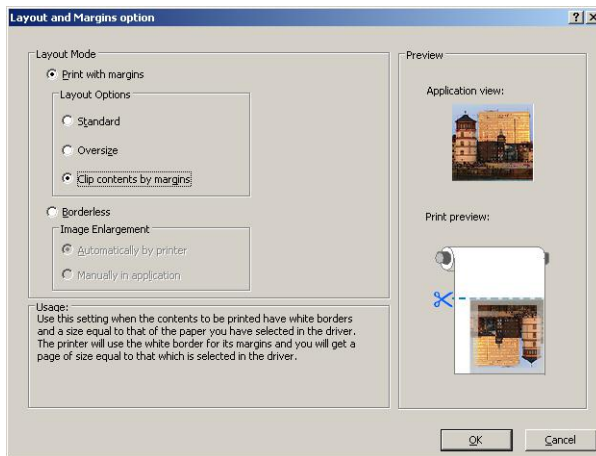 Layout and Margins option
Layout Mode
Print with margins
Layout Options
Standard
Oversize
Clip contents by margins
Borderless
Image Enlargement
Automatically by printer
Manually in application
Usage:
Use this setting when the contents to be printed have white borders
and a size equal to that of the paper you have selected in the driver.
The printer will use the white border for its margins and you will get a
page of size equal to that which is selected in the driver.
Preview
Application view:
Print preview:
OK
Cancel